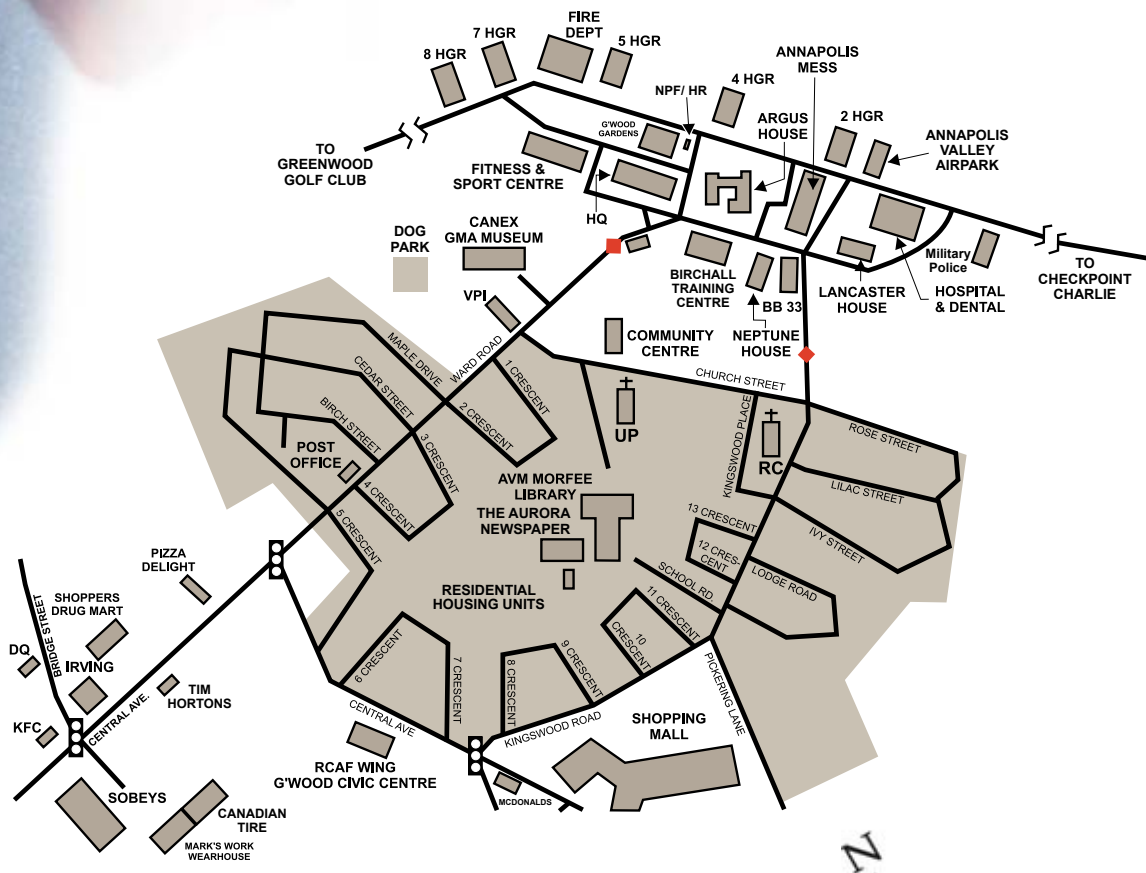 FIRE
DEPT
7 HGR
8 HGR
5 HGR
NPF/ HR
4 HGR
ANNAPOLIS
MESS
G'WOOD
GARDENS
ARGUS
HOUSE
2 HGR
ANNAPOLIS
VALLEY
AIRPARK
TO
GREENWOOD
GOLF CLUB
FITNESS &
SPORT CENTRE
HQ
DOG
PARK
CANEX
GMA MUSEUM
VPI
BIRCHALL
TRAINING
CENTRE
BB 33
NEPTUNE
HOUSE
LANCASTER
HOUSE
Military
Police
HOSPITAL
& DENTAL
TO
CHECKPOINT
CHARLIE
COMMUNITY
CENTRE
WARD ROAD
MAPLE DRIVE
CEDAR STREET
BIRCH STREET
1 CRESCENT
2 CRESCENT
3 CRESCENT
4 CRESCENT
5 CRESCENT
POST
OFFICE
CHURCH STREET
UP
KINGSWOOD PLACE
RC
ROSE STREET
LILAC STREET
IVY STREET
AVM MORFEE
LIBRARY
THE AURORA
NEWSPAPER
13 CRESCENT
12 CRES-
CENT
LODGE ROAD
SCHOOL RD
11 CRESCENT
10
CRESCENT
RESIDENTIAL
HOUSING UNITS
PIZZA
DELIGHT
SHOPPERS
DRUG MART
BRIDGE STREET
DQ
IRVING
KFC
CENTRAL AVE.
TIM
HORTONS
6 CRESCENT
7 CRESCENT
8 CRESCENT
9 CRESCENT
CENTRAL AVE
KINGSWOOD ROAD
PICKERING LANE
SHOPPING
MALL
RCAF WING
G'WOOD CIVIC CENTRE
MCDONALDS
SOBEYS
CANADIAN
TIRE
MARK'S WORK
WEARHOUSE
N